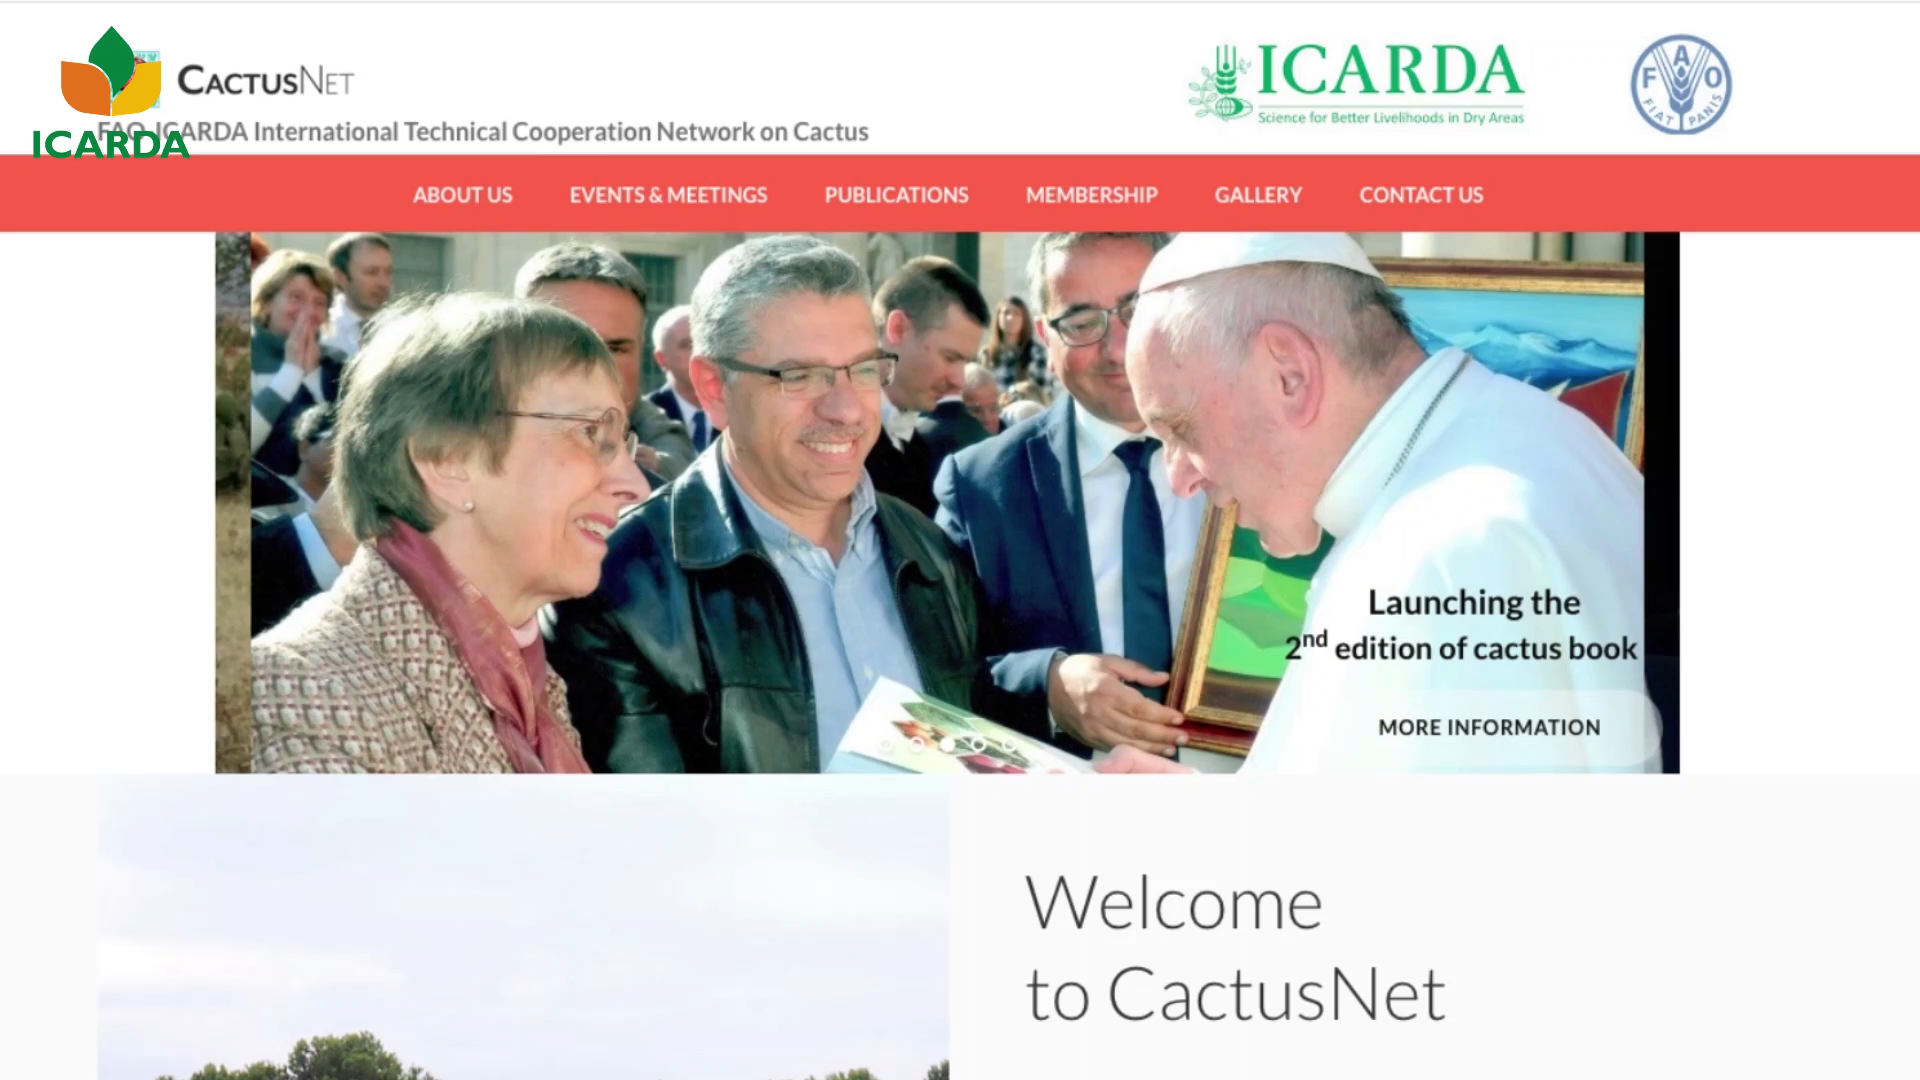 CACTUSNET
FAO-ICARDA International Technical Cooperation Network on Cactus
ICARDA
ICARDA
Science for Better Livelihoods in Dry Areas
F A O
FIAT PANIS
ABOUT US EVENTS & MEETINGS PUBLICATIONS MEMBERSHIP GALLERY CONTACT US
Launching the
2nd edition of cactus book
MORE INFORMATION
Welcome
to CactusNet